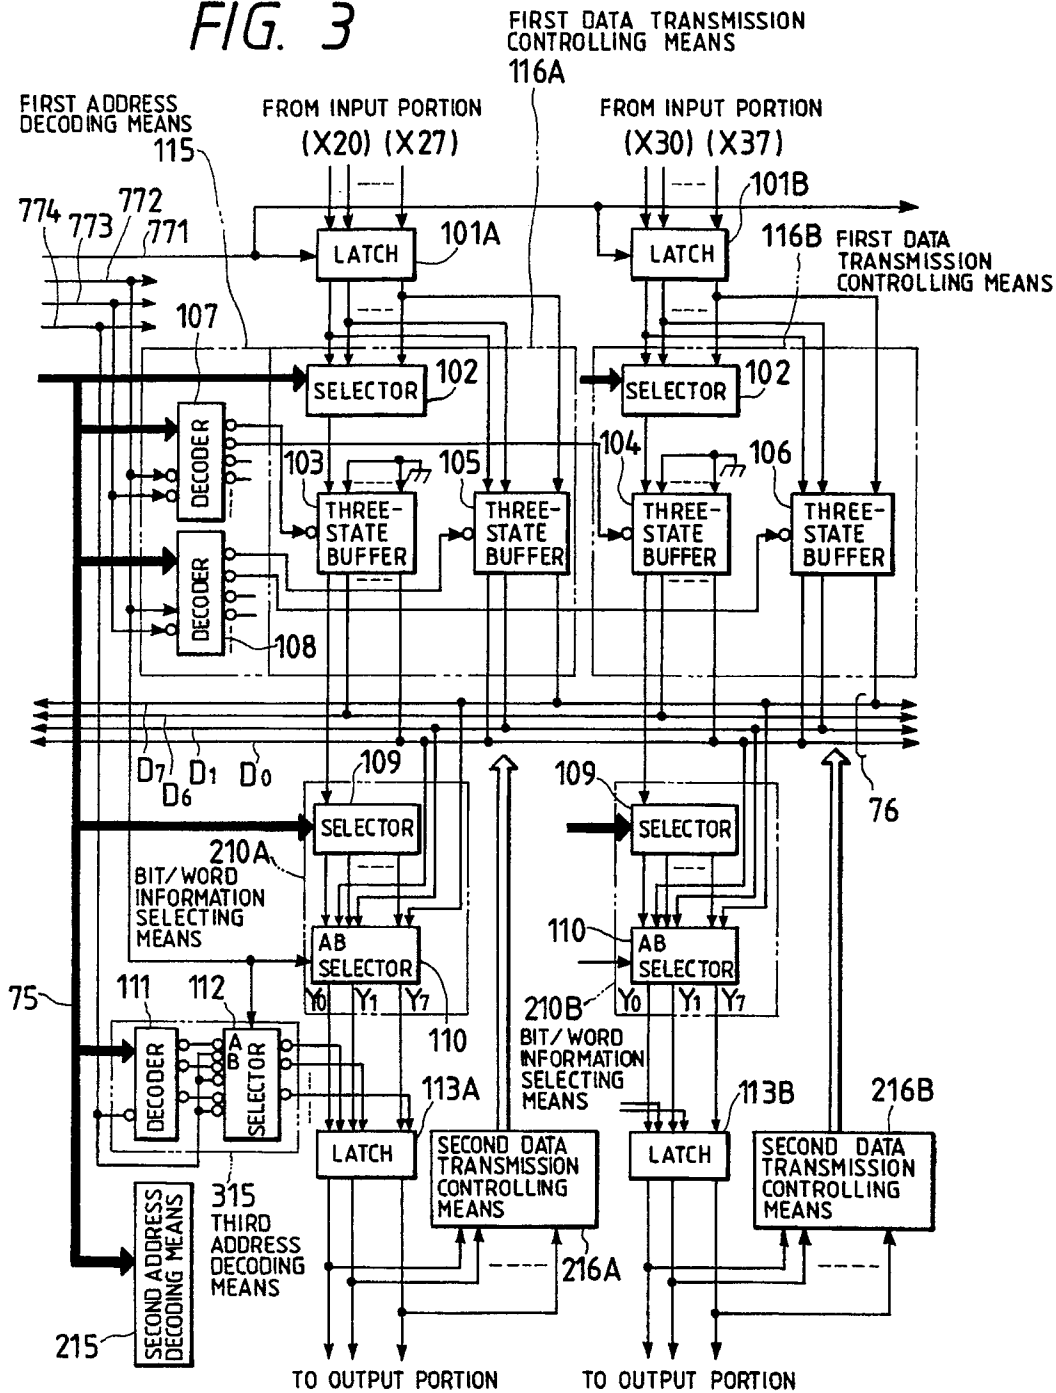 FIG. 3
FIRST DATA TRANSMISSION
CONTROLLING MEANS
116A
FIRST ADDRESS
DECODING MEANS
115
FROM INPUT PORTION
(X20) (X27)
FROM INPUT PORTION
(X30) (X37)
774
773
772
771
LATCH
101A
LATCH
101B
116B
FIRST DATA
TRANSMISSION
CONTROLLING MEANS
107
SELECTOR
102
SELECTOR
102
DECODER
103
THREE-
STATE
BUFFER
105
THREE-
STATE
BUFFER
104
THREE-
STATE
BUFFER
106
THREE-
STATE
BUFFER
DECODER
108
D7
D6
D1
D0
76
109
SELECTOR
210A
109
SELECTOR
BIT/WORD
INFORMATION
SELECTING
MEANS
AB
SELECTOR
Y0 Y1 Y7
110
110
AB
SELECTOR
Y0 Y1 Y7
210B
BIT/WORD
INFORMATION
SELECTING
MEANS
75
111
DECODER
112
A
B
SELECTOR
315
THIRD
ADDRESS
DECODING
MEANS
113A
LATCH
SECOND DATA
TRANSMISSION
CONTROLLING
MEANS
216A
113B
LATCH
216B
SECOND DATA
TRANSMISSION
CONTROLLING
MEANS
SECOND ADDRESS
DECODING MEANS
215
TO OUTPUT PORTION
TO OUTPUT PORTION